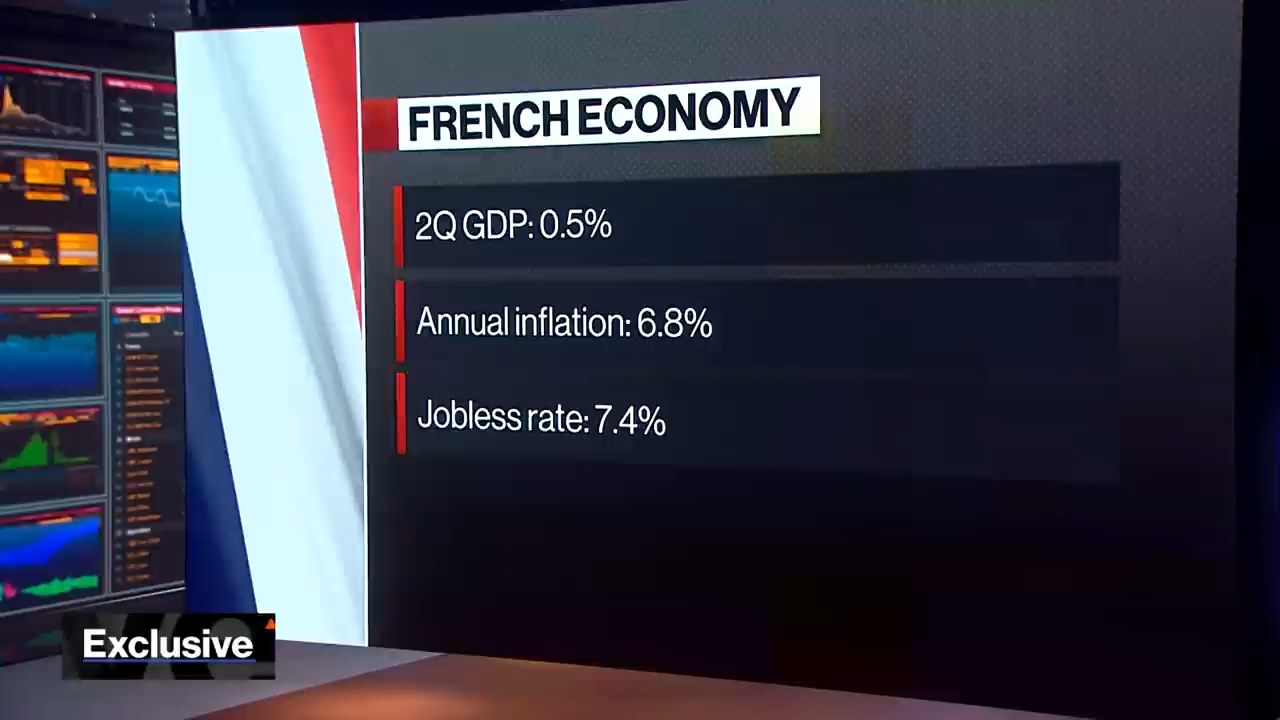 FRENCH ECONOMY
2Q GDP: 0.5%
Annual inflation: 6.8%
Jobless rate: 7.4%
Exclusive